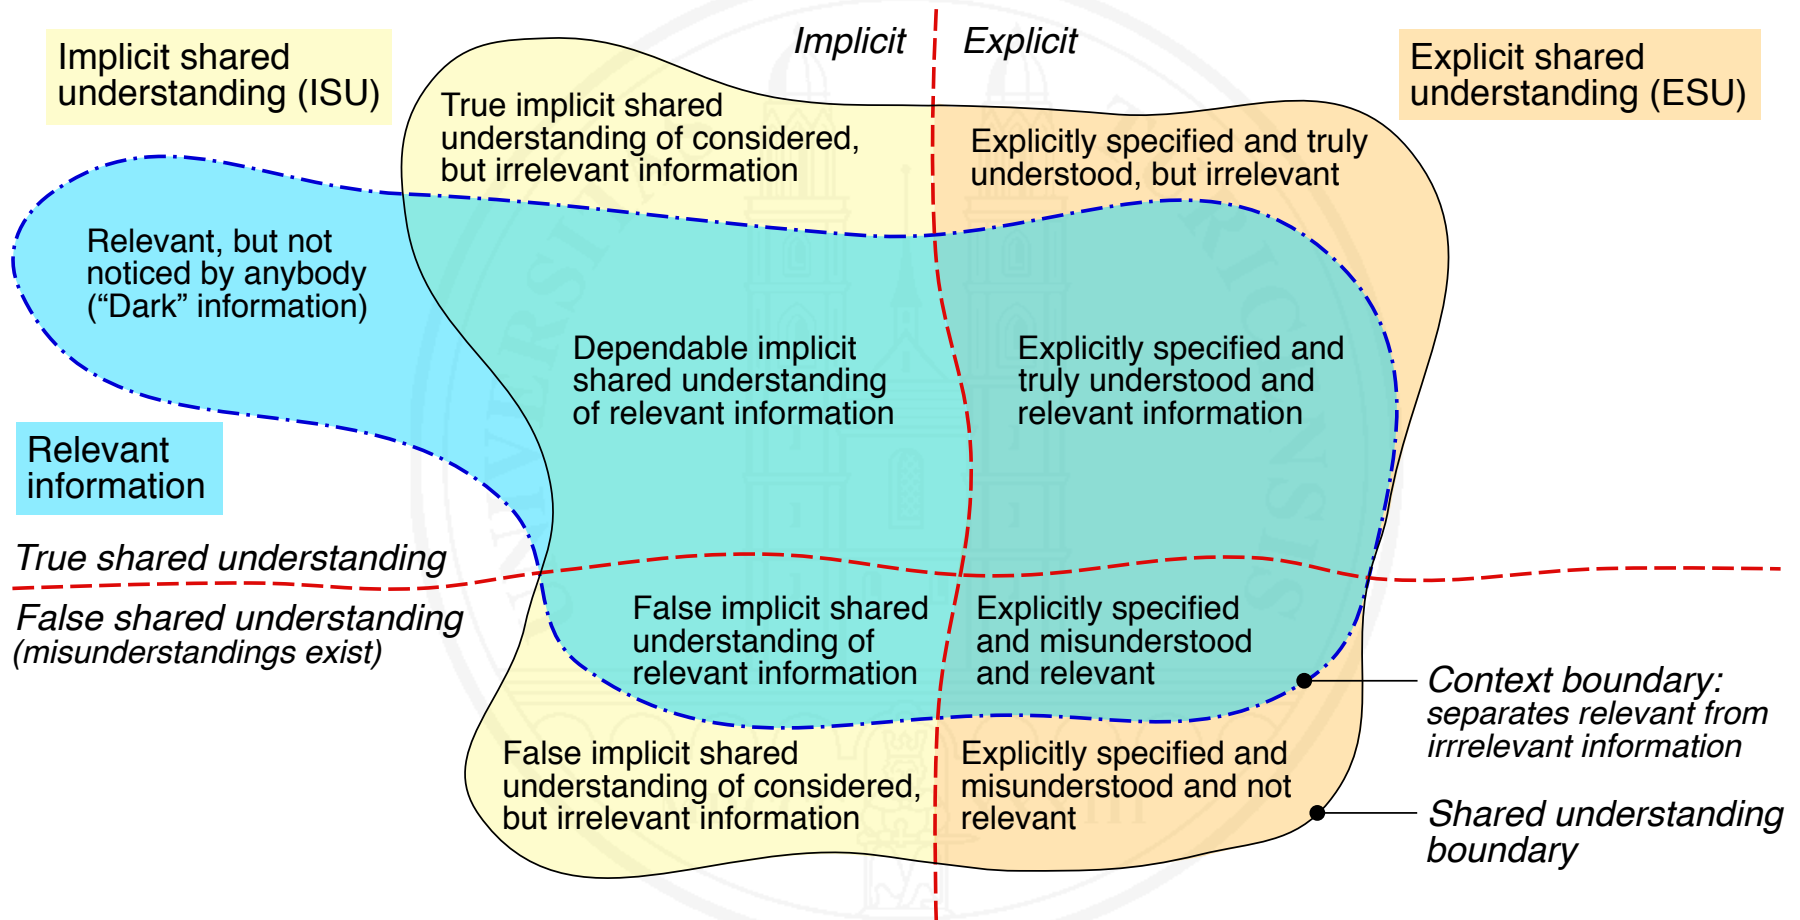 Implicit shared
understanding (ISU)
Implicit
Explicit
Explicit shared
understanding (ESU)
True implicit shared
understanding of considered,
but irrelevant information
Explicitly specified and truly
understood, but irrelevant
Relevant, but not
noticed by anybody
(“Dark” information)
Dependable implicit
shared understanding
of relevant information
Explicitly specified and
truly understood and
relevant information
Relevant
information
True shared understanding
False shared understanding
(misunderstandings exist)
False implicit shared
understanding of
relevant information
Explicitly specified
and misunderstood
and relevant
Context boundary:
separates relevant from
irrrelevant information
False implicit shared
understanding of considered,
but irrelevant information
Explicitly specified and
misunderstood and not
relevant
Shared understanding
boundary